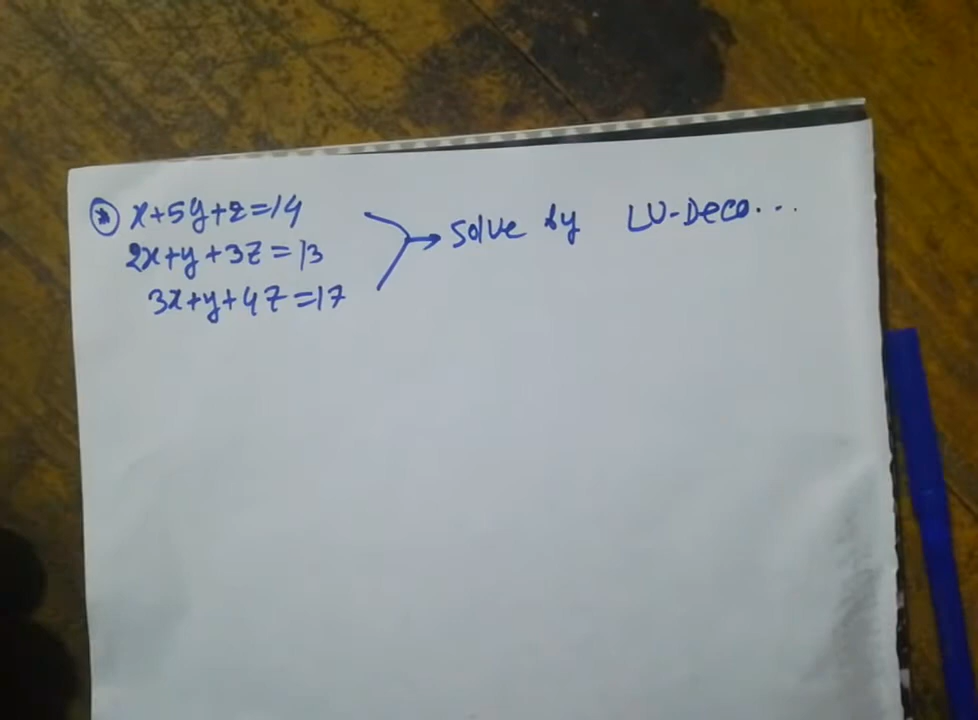 * x+5y+z=14
2x+y+3z=13
3x+y+4z=17
→ solve by LU-Deco...